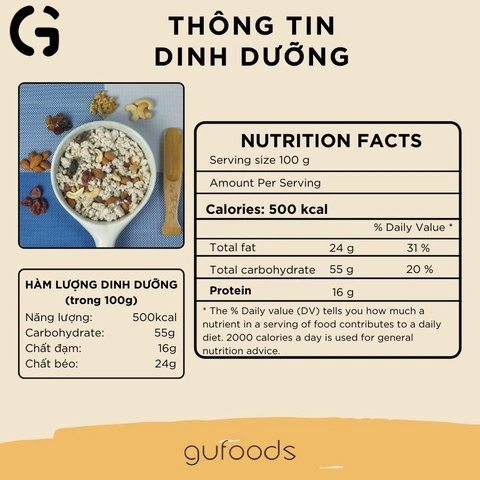 THÔNG TIN
DINH DƯỠNG
NUTRITION FACTS
Serving size 100 g
Amount Per Serving
Calories: 500 kcal
% Daily Value *
Total fat 24 g 31 %
Total carbohydrate 55 g 20 %
Protein 16 g
* The % Daily value (DV) tells you how much a
nutrient in a serving of food contributes to a daily
diet. 2000 calories a day is used for general
nutrition advice.
HÀM LƯỢNG DINH DƯỠNG
(trong 100g)
Năng lượng: 500kcal
Carbohydrate: 55g
Chất đạm: 16g
Chất béo: 24g
gufoods